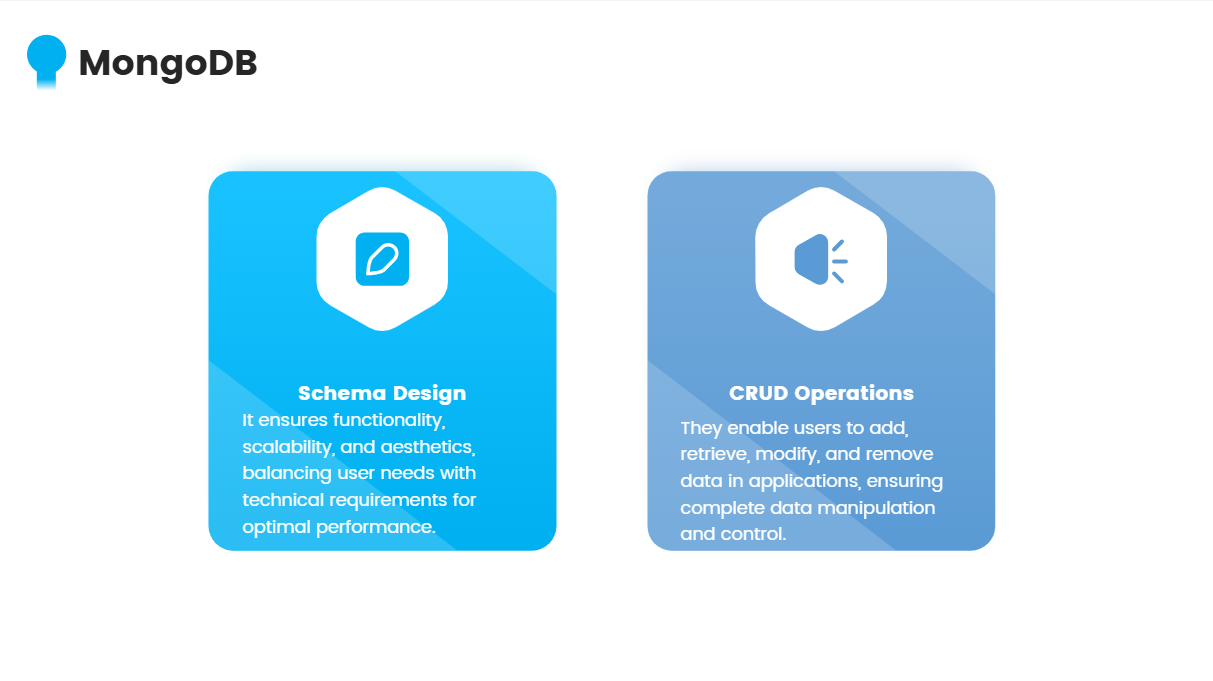 MongoDB
Schema Design
It ensures functionality,
scalability, and aesthetics,
balancing user needs with
technical requirements for
optimal performance.
CRUD Operations
They enable users to add,
retrieve, modify, and remove
data in applications, ensuring
complete data manipulation
and control.